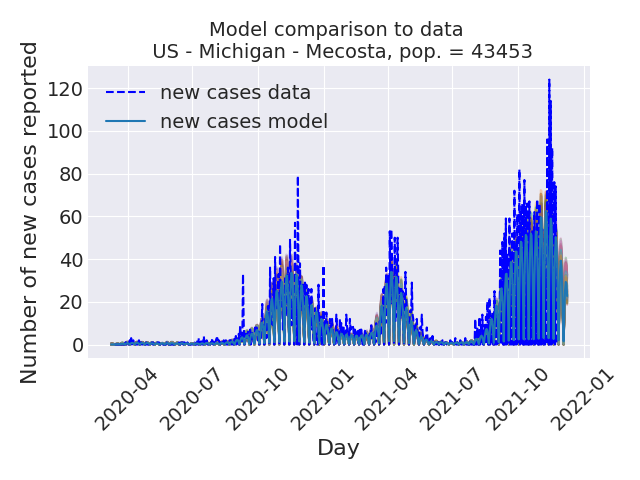 Model comparison to data
US - Michigan - Mecosta, pop. = 43453
Number of new cases reported
120
100
80
60
40
20
0
new cases data
new cases model
2020-04
2020-07
2020-10
2021-01
2021-04
2021-07
2021-10
2022-01
Day